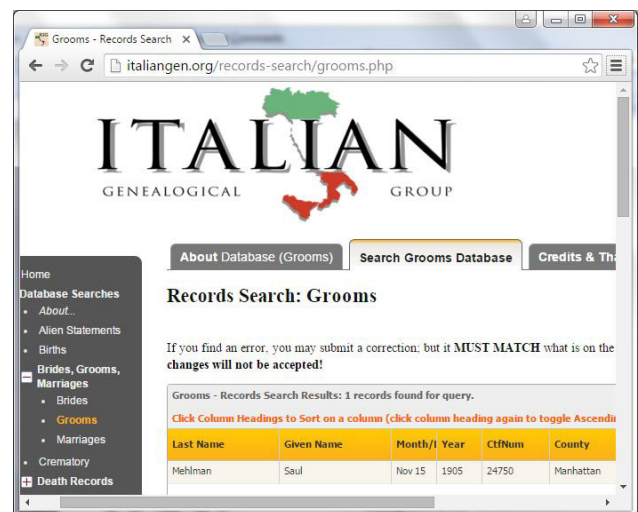 Grooms - Records Search
italiangen.org/records-search/grooms.php
ITALIAN
GENEALOGICAL GROUP
About Database (Grooms)
Search Grooms Database
Credits & Tha
Home
Database Searches
About...
Alien Statements
Births
Brides, Grooms,
Marriages
Brides
Grooms
Marriages
Crematory
Death Records
Records Search: Grooms
If you find an error, you may submit a correction; but it MUST MATCH what is on the
changes will not be accepted!
Grooms - Records Search Results: 1 records found for query.
Click Column Headings to Sort on a column (click column heading again to toggle Ascendin
Last Name Given Name Month/ Year CtfNum County
Mehlman Saul Nov 15 1905 24750 Manhattan